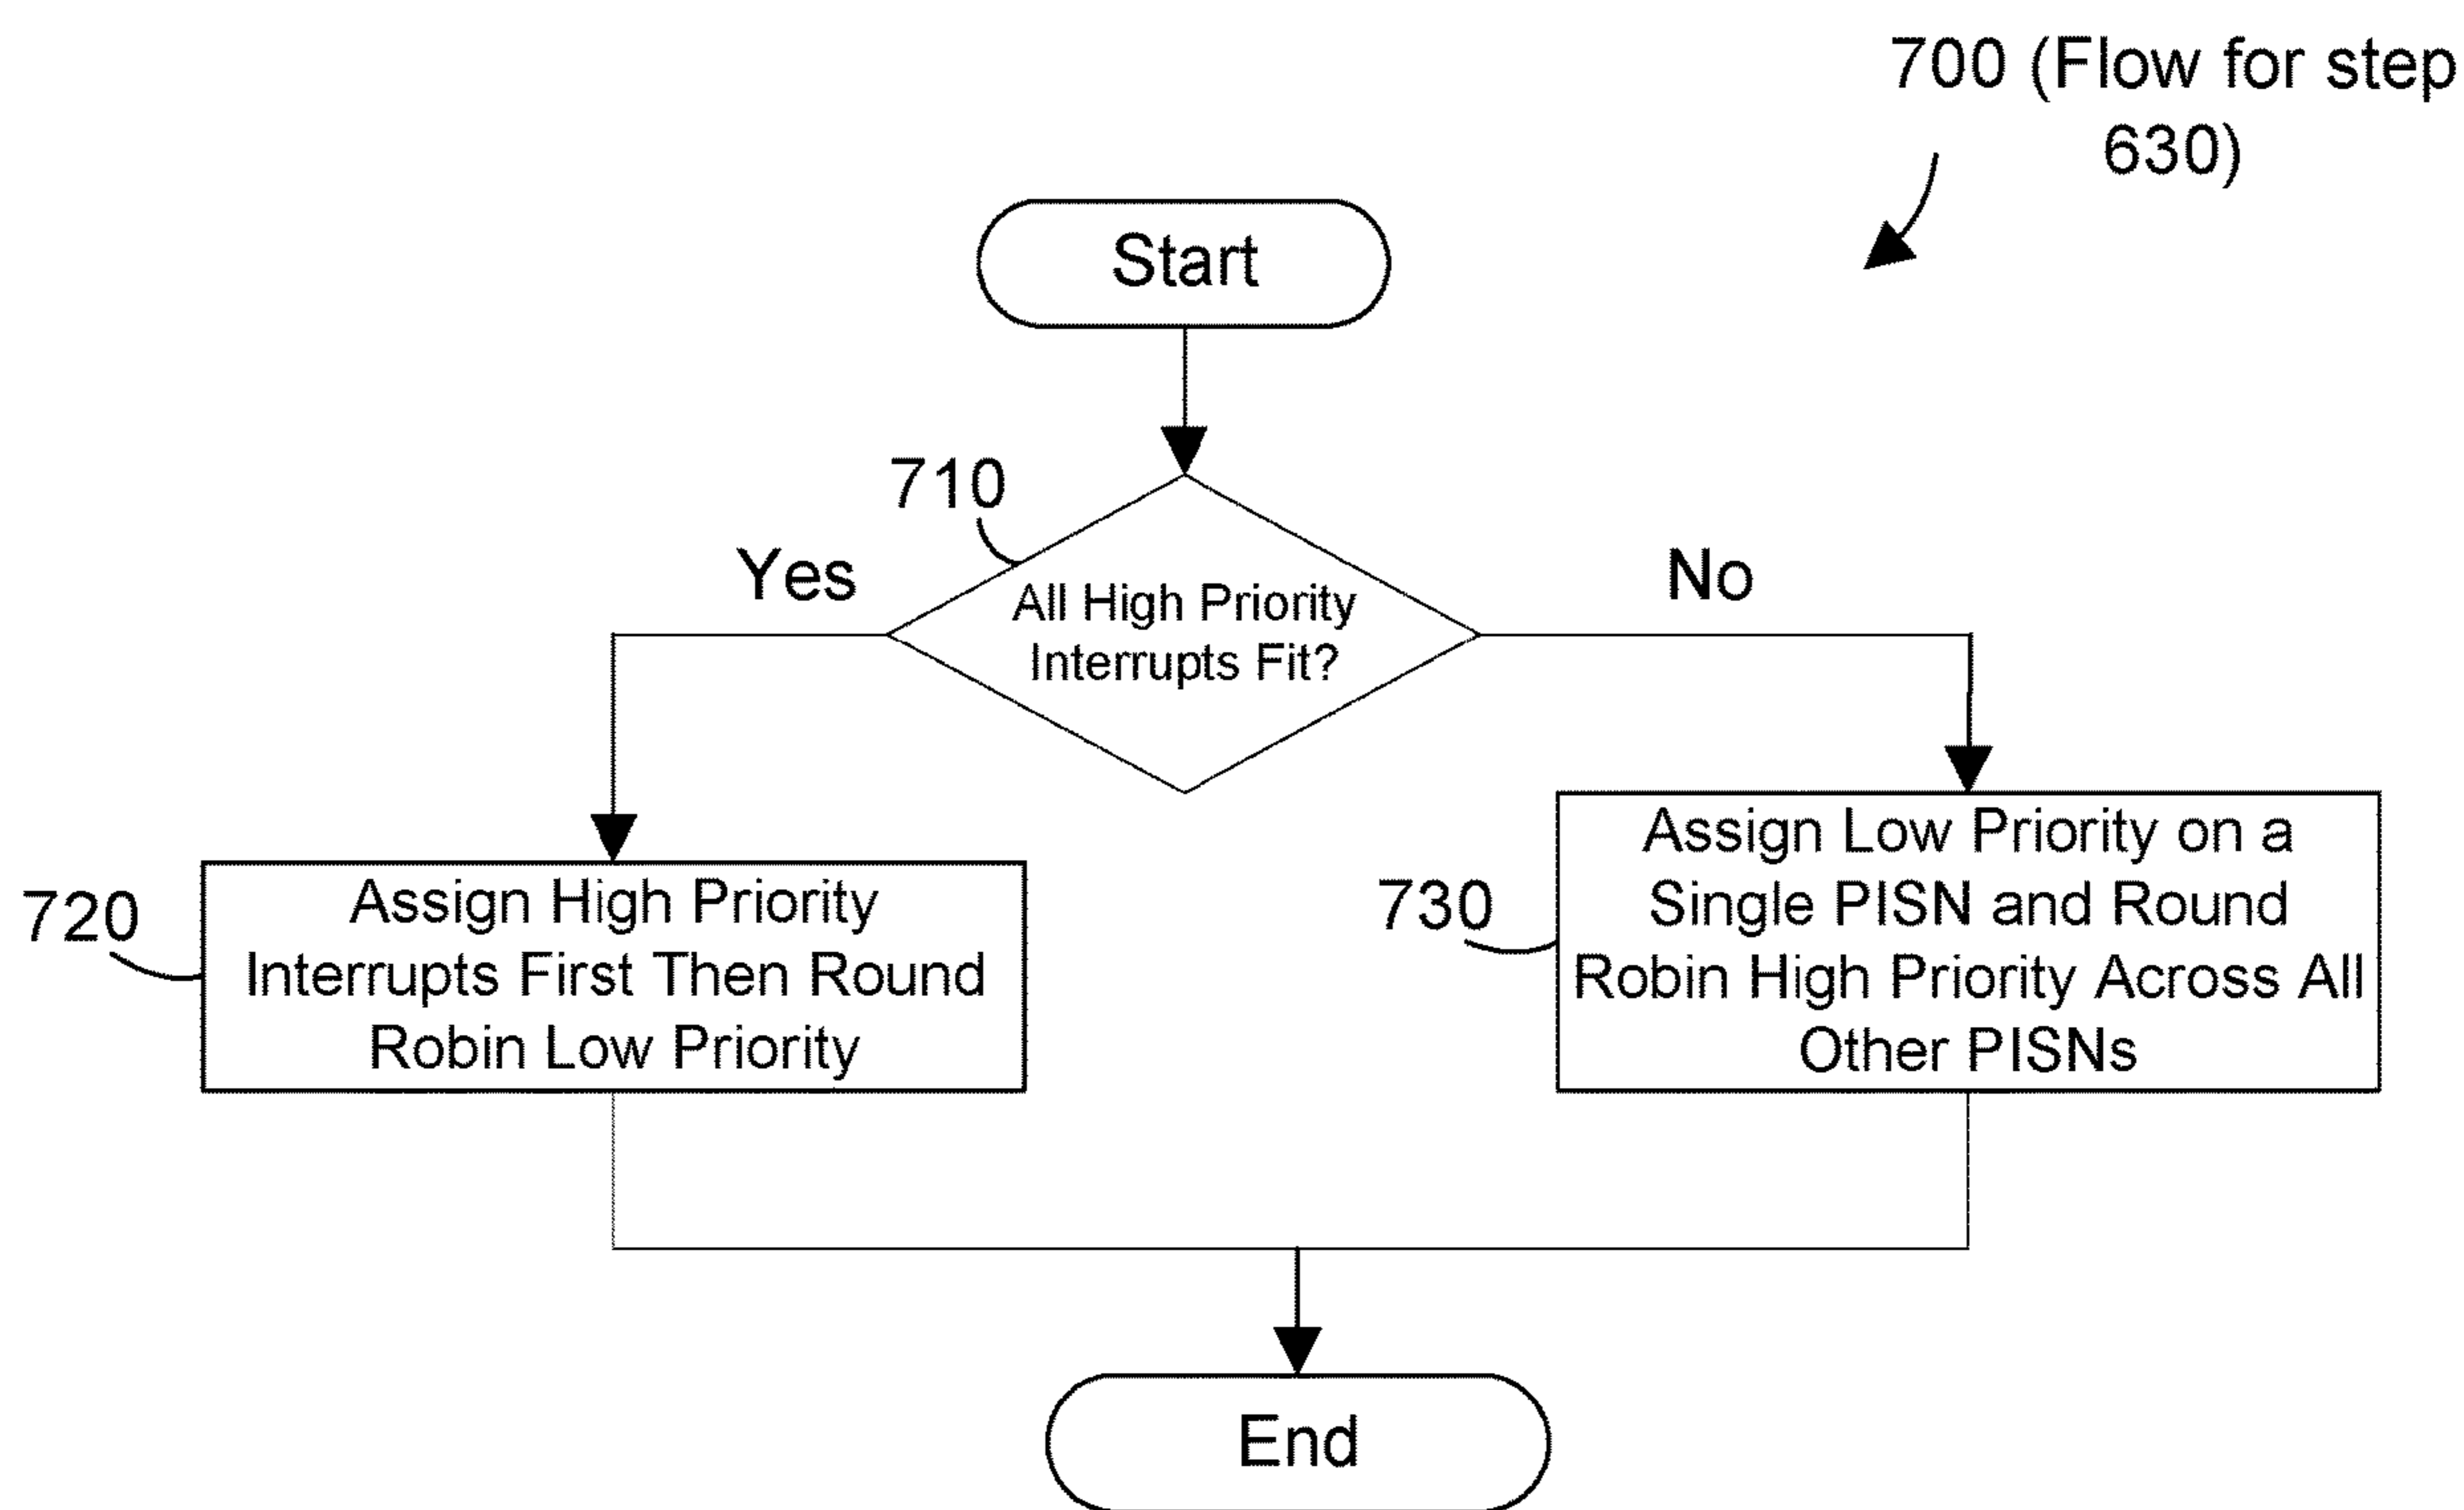 700 (Flow for step
630)
Start
710
Yes
No
All High Priority
Interrupts Fit?
720
Assign High Priority
Interrupts First Then Round
Robin Low Priority
730
Assign Low Priority on a
Single PISN and Round
Robin High Priority Across All
Other PISNs
End